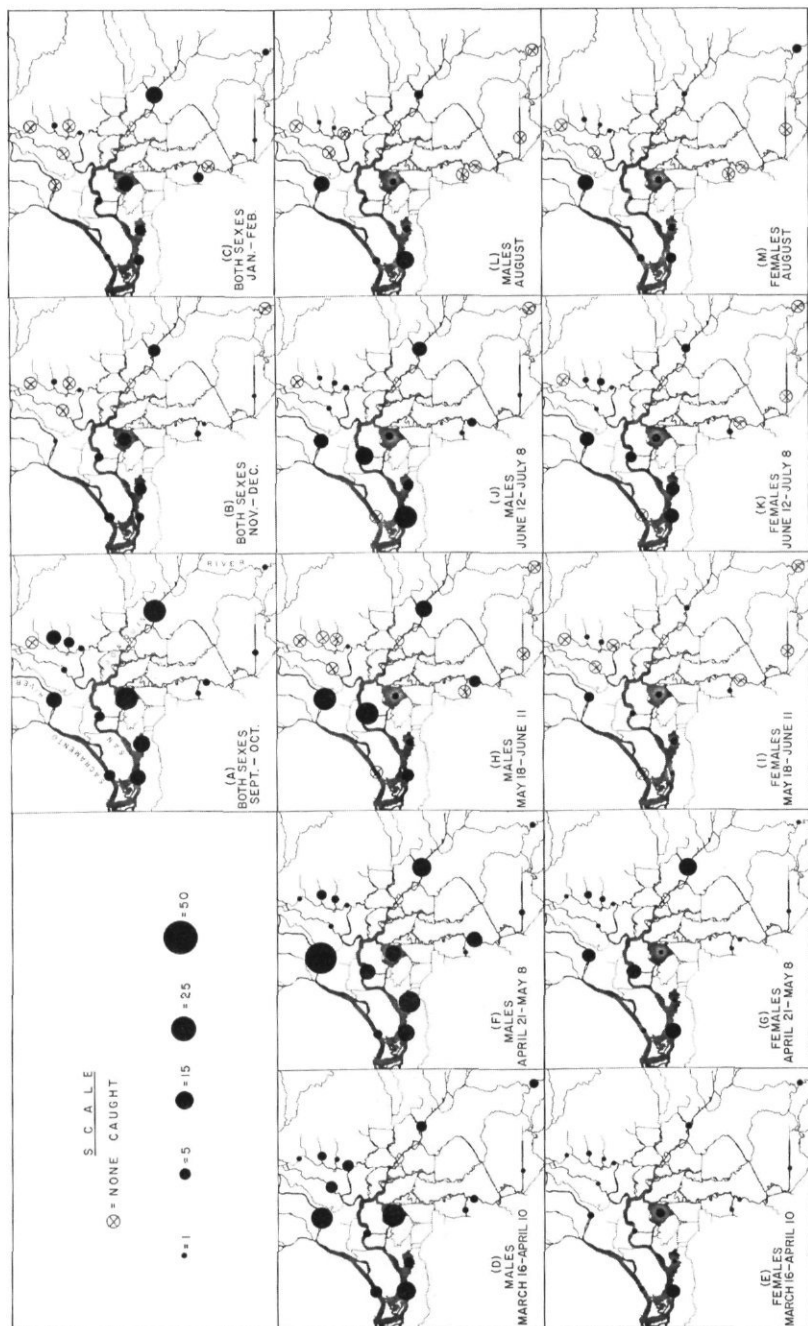 SCALE
⊗ = NONE CAUGHT
= 1
= 5
= 15
= 25
= 50
SACRAMENTO
SAN
RIVER
(A)
BOTH SEXES
SEPT.-OCT.
(B)
BOTH SEXES
NOV.-DEC.
(C)
BOTH SEXES
JAN.-FEB.
(D)
MALES
MARCH 16-APRIL 10
(F)
MALES
APRIL 21-MAY 8
(H)
MALES
MAY 18-JUNE 11
(J)
MALES
JUNE 12-JULY 8
(L)
MALES
AUGUST
(E)
FEMALES
MARCH 16-APRIL 10
(G)
FEMALES
APRIL 21-MAY 8
(I)
FEMALES
MAY 18-JUNE 11
(K)
FEMALES
JUNE 12-JULY 8
(M)
FEMALES
AUGUST